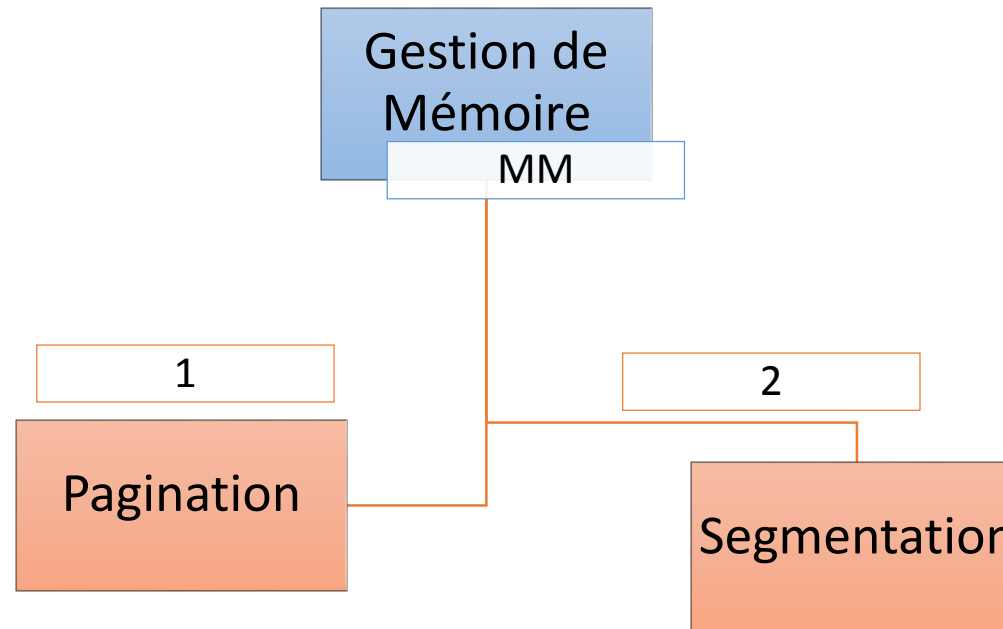 Gestion de
Mémoire
MM
1
2
Pagination
Segmentation